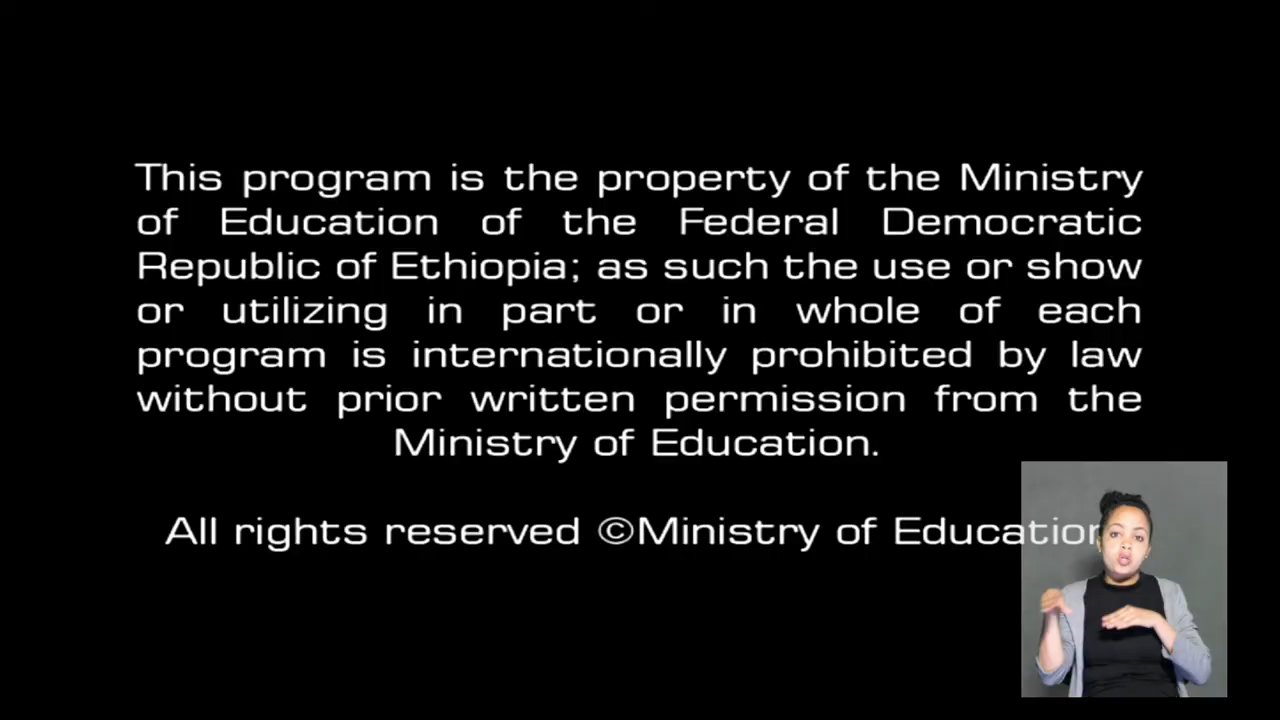 This program is the property of the Ministry
of Education of the Federal Democratic
Republic of Ethiopia; as such the use or show
or utilizing in part or in whole of each
program is internationally prohibited by law
without prior written permission from the
Ministry of Education.
All rights reserved ©Ministry of Education